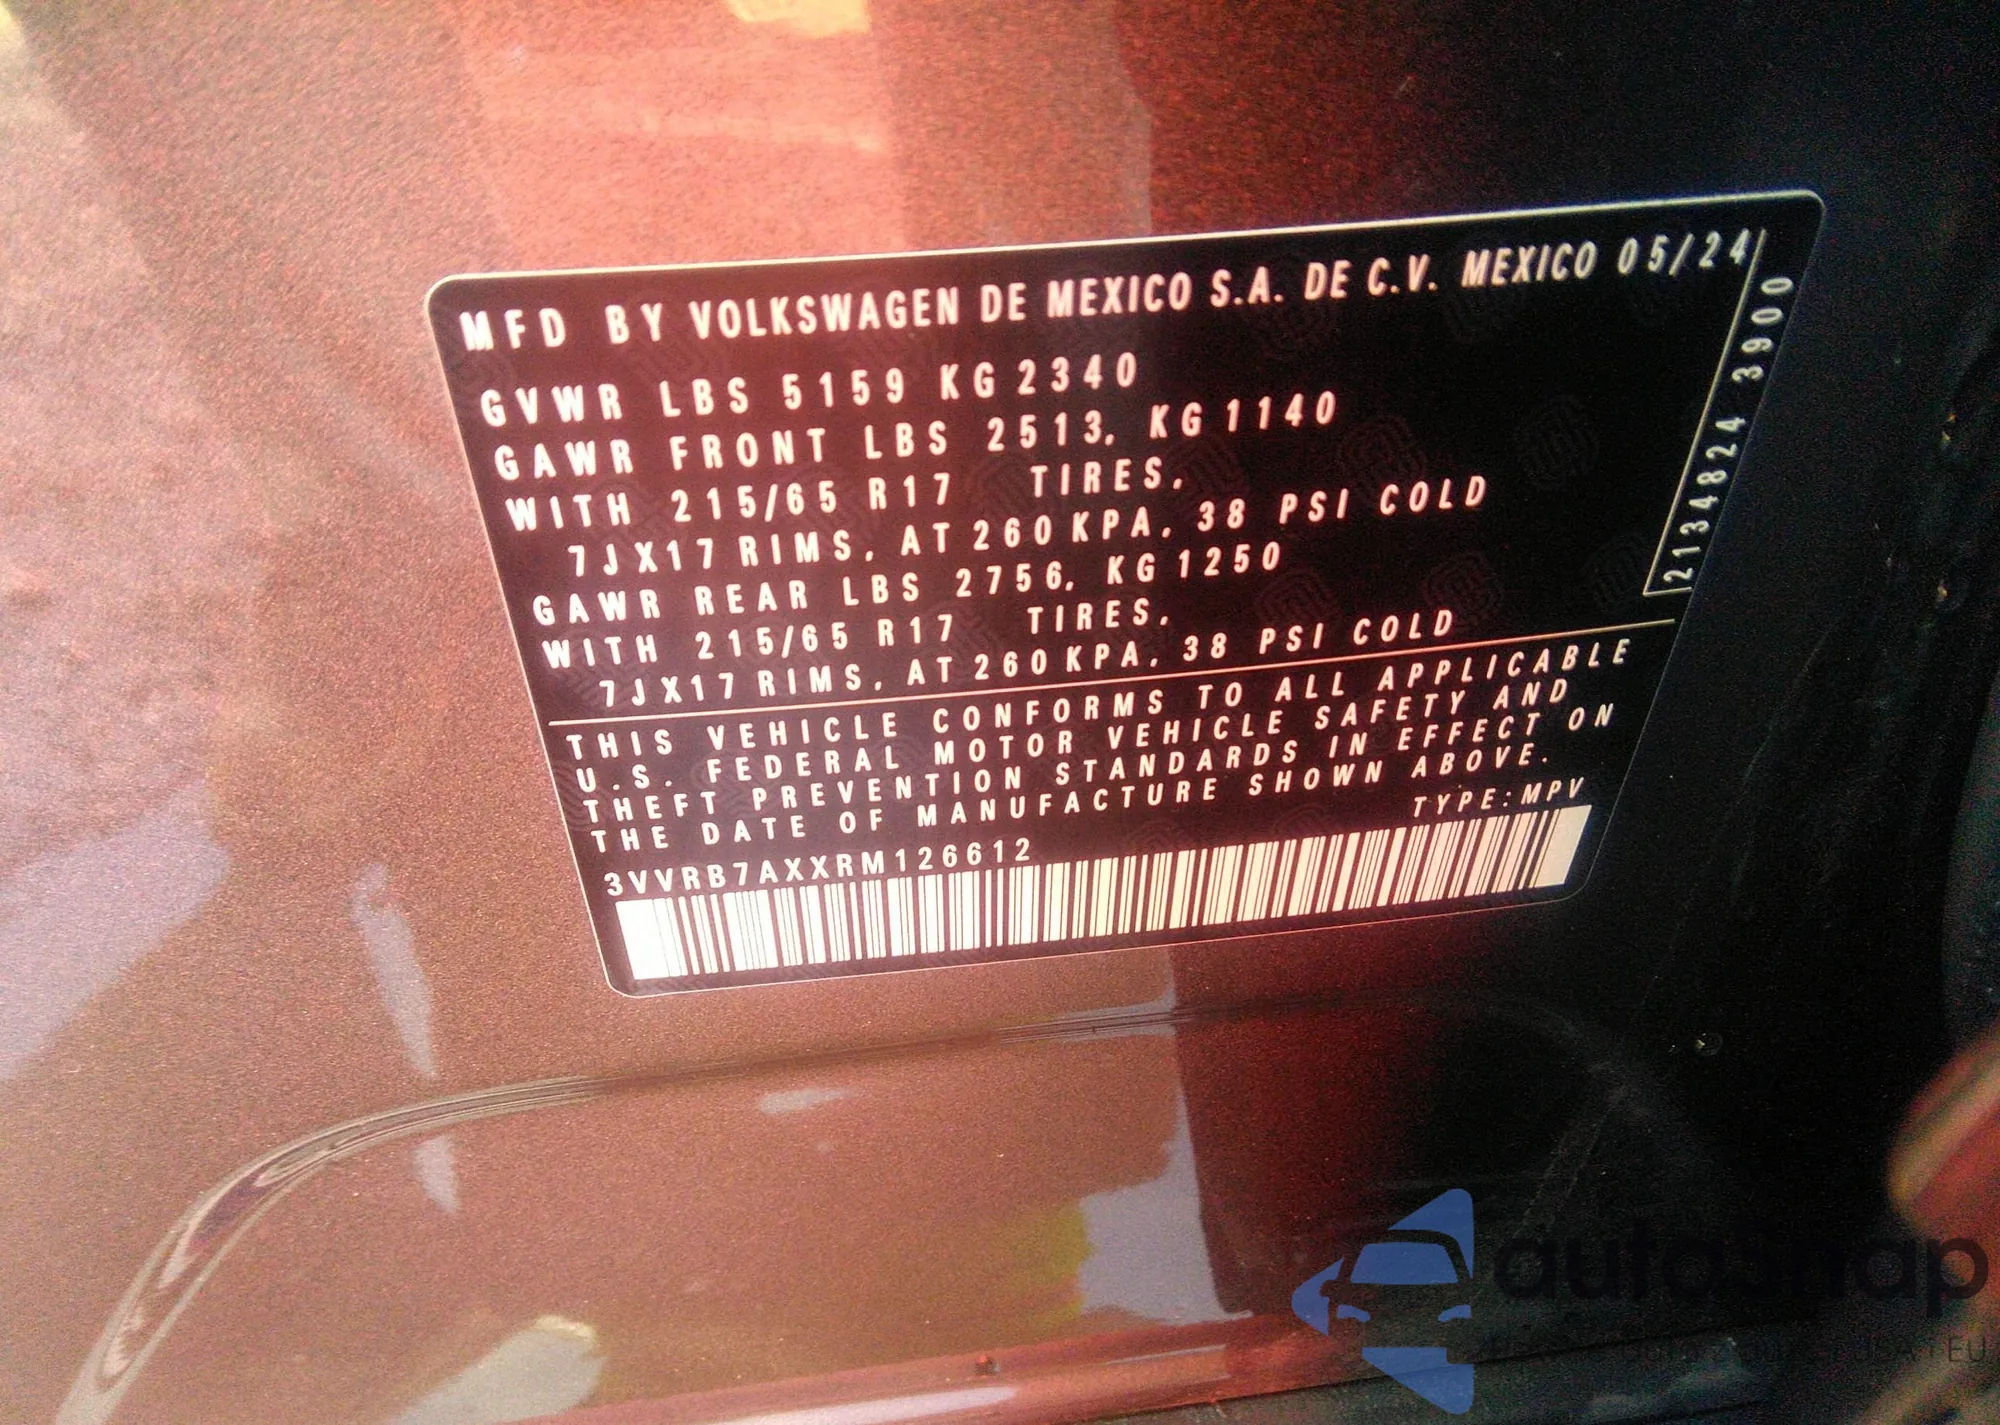 MFD BY VOLKSWAGEN DE MEXICO S.A. DE C.V. MEXICO 05/24
GVWR LBS 5159 KG 2340
GAWR FRONT LBS 2513, KG 1140
WITH 215/65 R17 TIRES,
7JX17 RIMS, AT 260 KPA, 38 PSI COLD
GAWR REAR LBS 2756, KG 1250
WITH 215/65 R17 TIRES,
7JX17 RIMS, AT 260 KPA, 38 PSI COLD
2134824 3900
THIS VEHICLE CONFORMS TO ALL APPLICABLE
U.S. FEDERAL MOTOR VEHICLE SAFETY AND
THEFT PREVENTION STANDARDS IN EFFECT ON
THE DATE OF MANUFACTURE SHOWN ABOVE.
TYPE:MPV
3VVRB7AXXRM126612
autosnap
EU